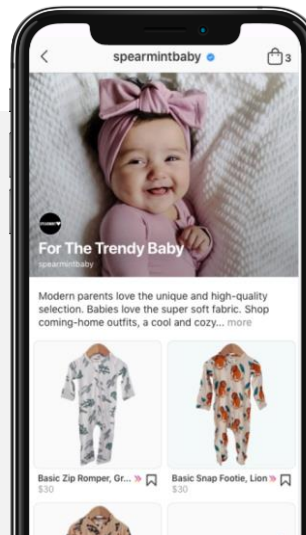 spearmintbaby
3
For The Trendy Baby
spearmintbaby
Modern parents love the unique and high-quality
selection. Babies love the super soft fabric. Shop
coming-home outfits, a cool and cozy... more
Basic Zip Romper, Gr...
$30
Basic Snap Footie, Lion
$30